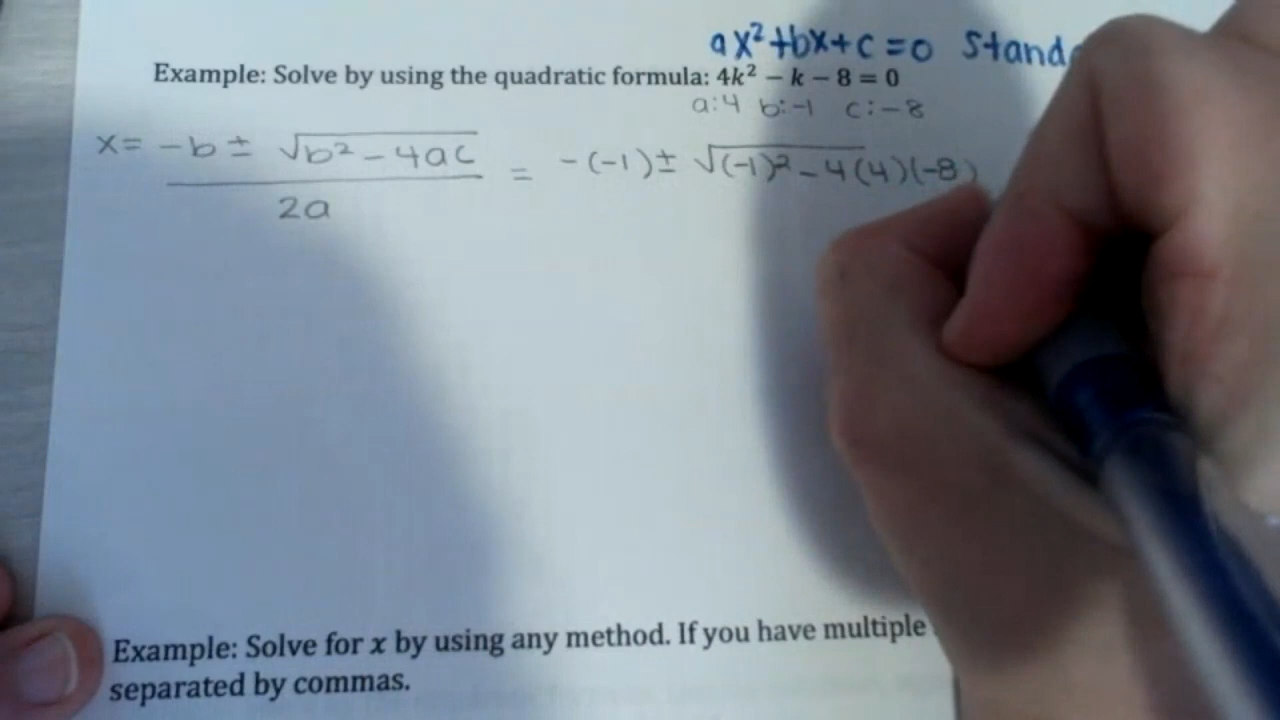 ax²+bx+c=0 Stand
Example: Solve by using the quadratic formula: 4k² − k − 8 = 0
a:4 b:-1 c:-8
x= -b ± √b² - 4ac = -(-1) ± √(-1)² - 4(4)(-8)
2a
Example: Solve for x by using any method. If you have multiple
separated by commas.